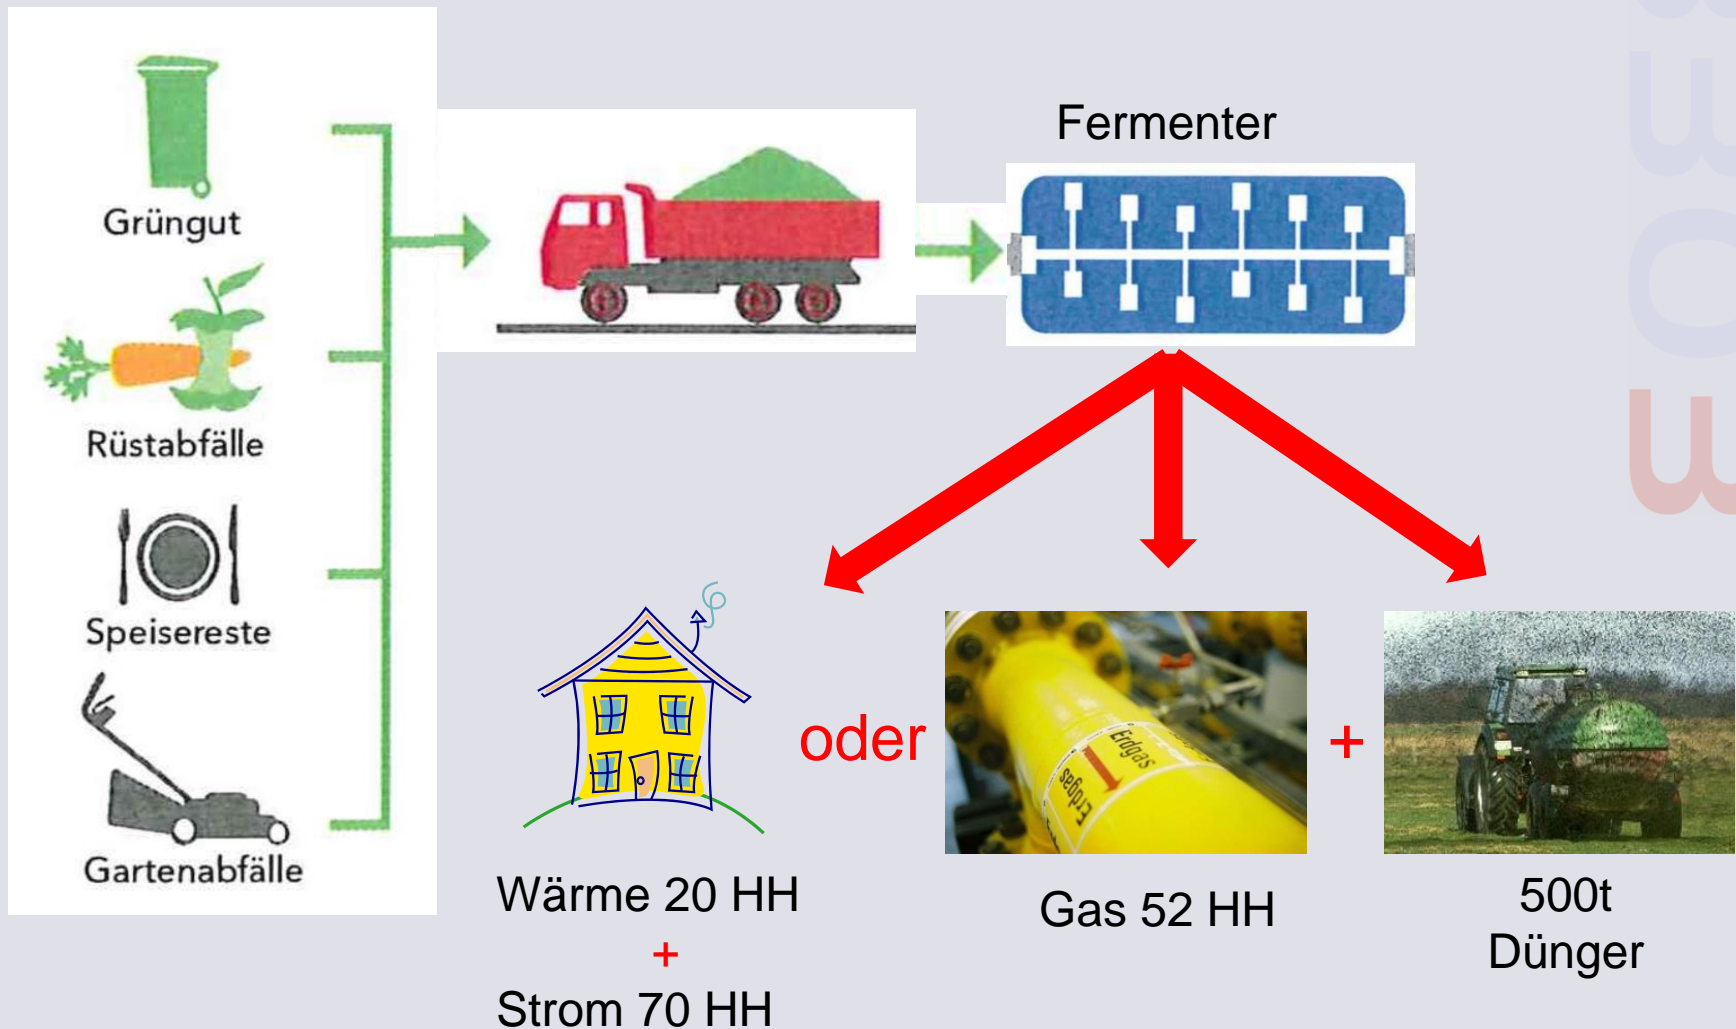 Fermenter
Grüngut
Rüstabfälle
Speisereste
Gartenabfälle
oder
+
Erdgas
Erdgas
Wärme 20 HH
+
Strom 70 HH
Gas 52 HH
500t
Dünger